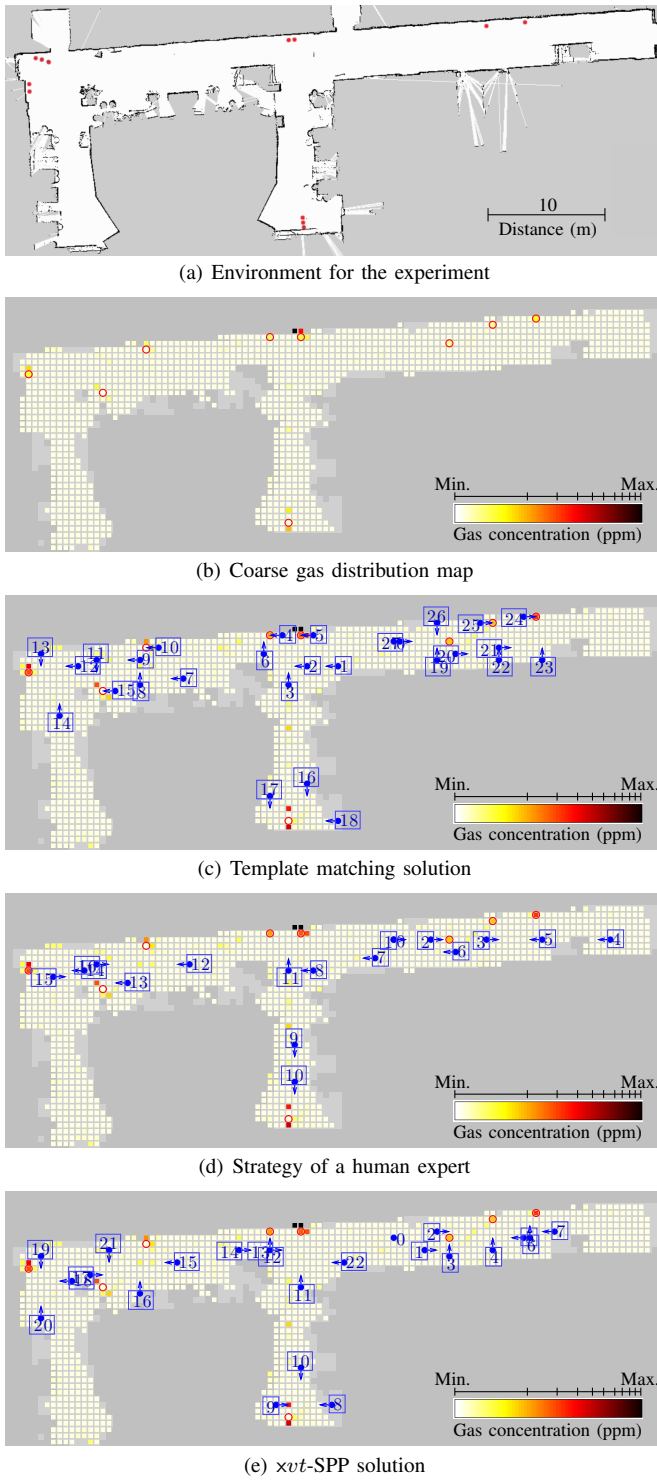 10
Distance (m)
(a) Environment for the experiment
Min. Max.
Gas concentration (ppm)
(b) Coarse gas distribution map
26 24
25
13 4 5
10
11 6 20 21
12 9 2 1 19 22 23
7
15 8 3
14
16
17
18
Min. Max.
Gas concentration (ppm)
(c) Template matching solution
2 3 5 4
6
12 7
15 14 11 8
13
9
10
Min. Max.
Gas concentration (ppm)
(d) Strategy of a human expert
2 7
0 6
21 14 13 12 1
19 15 22 3 4
18
16 11
20
10
9 8
Min. Max.
Gas concentration (ppm)
(e) xvt-SPP solution